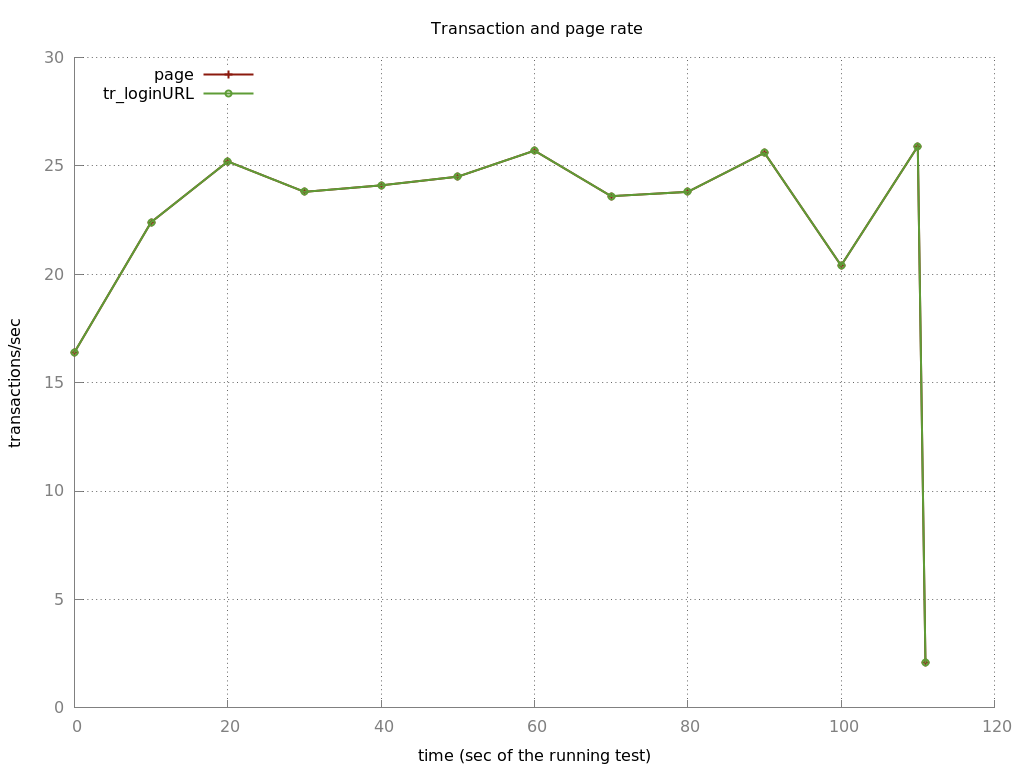 Transaction and page rate
30
page
tr_loginURL
25
20
15
10
5
0
transactions/sec
0 20 40 60 80 100 120
time (sec of the running test)